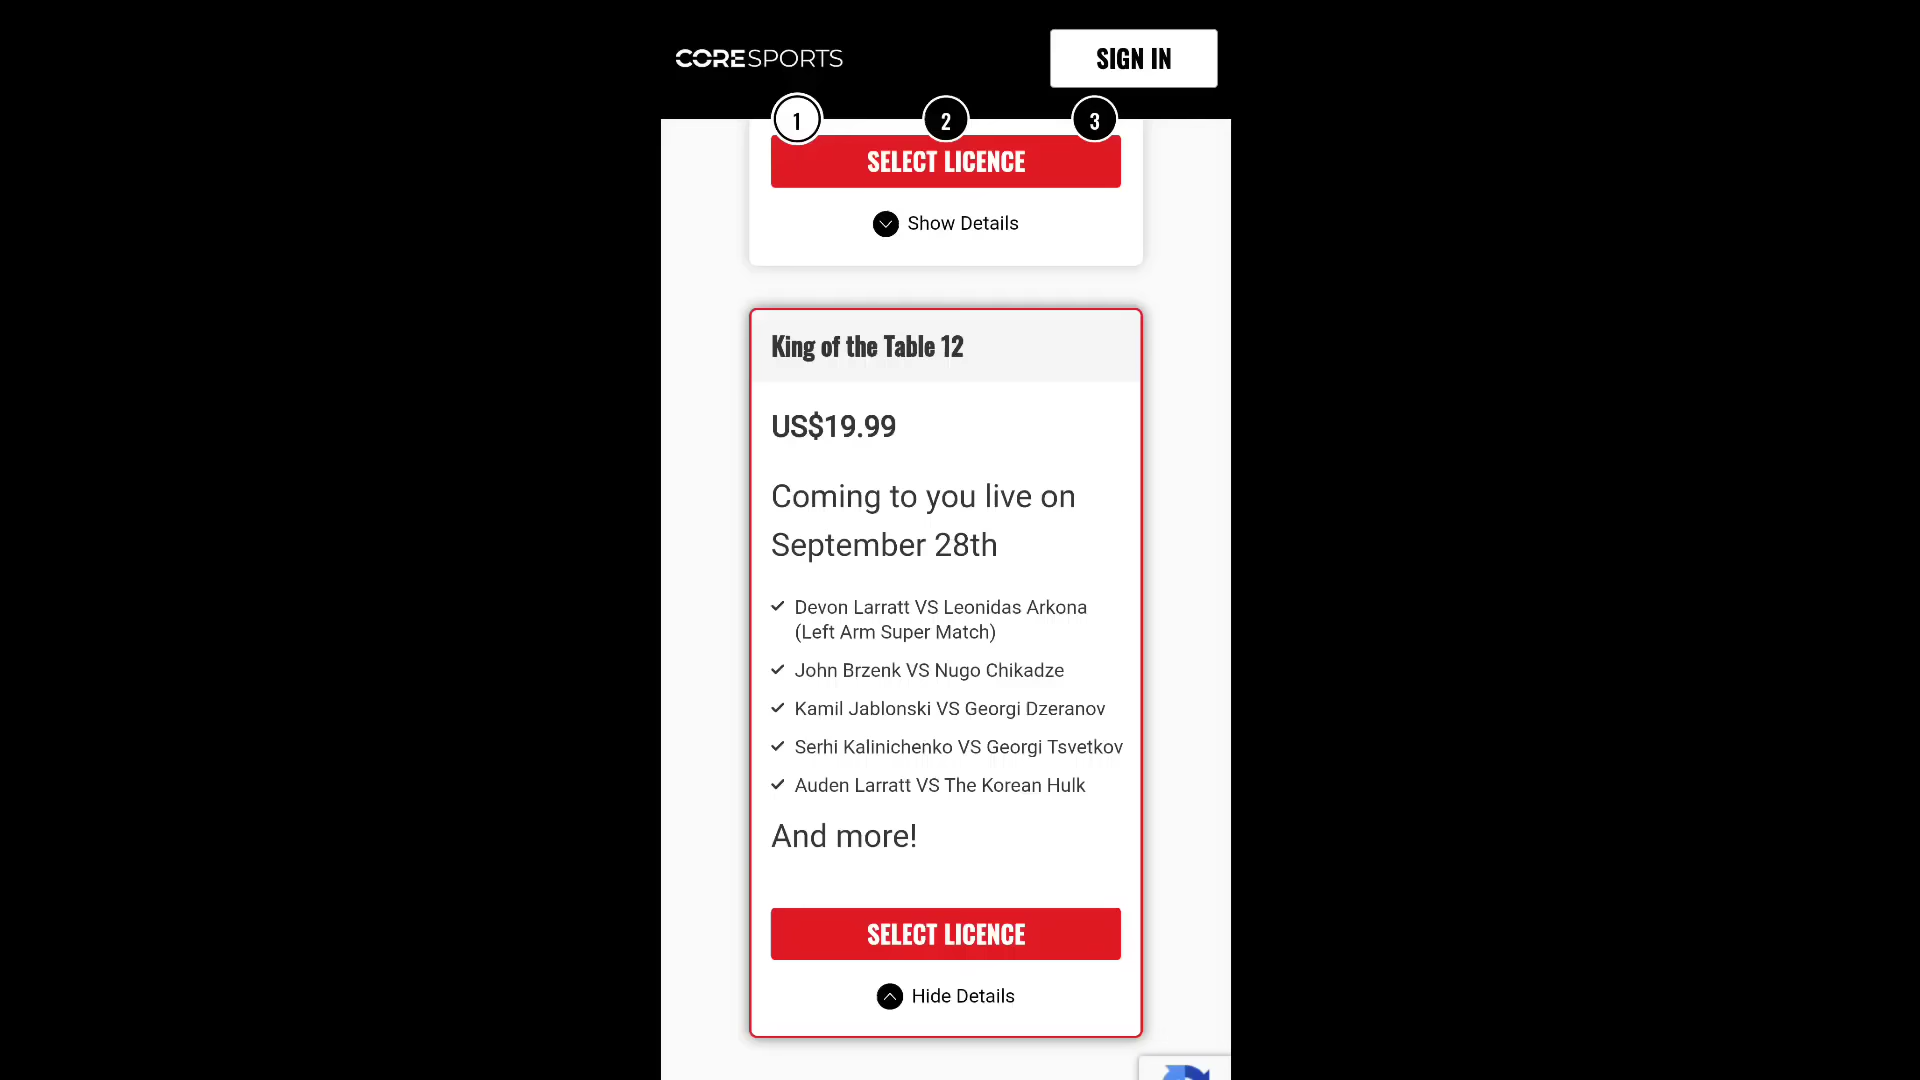 CORESPORTS
SIGN IN
1
2
3
SELECT LICENCE
Show Details
King of the Table 12
US$19.99
Coming to you live on
September 28th
Devon Larratt VS Leonidas Arkona
(Left Arm Super Match)
John Brzenk VS Nugo Chikadze
Kamil Jablonski VS Georgi Dzeranov
Serhi Kalinichenko VS Georgi Tsvetkov
Auden Larratt VS The Korean Hulk
And more!
SELECT LICENCE
Hide Details